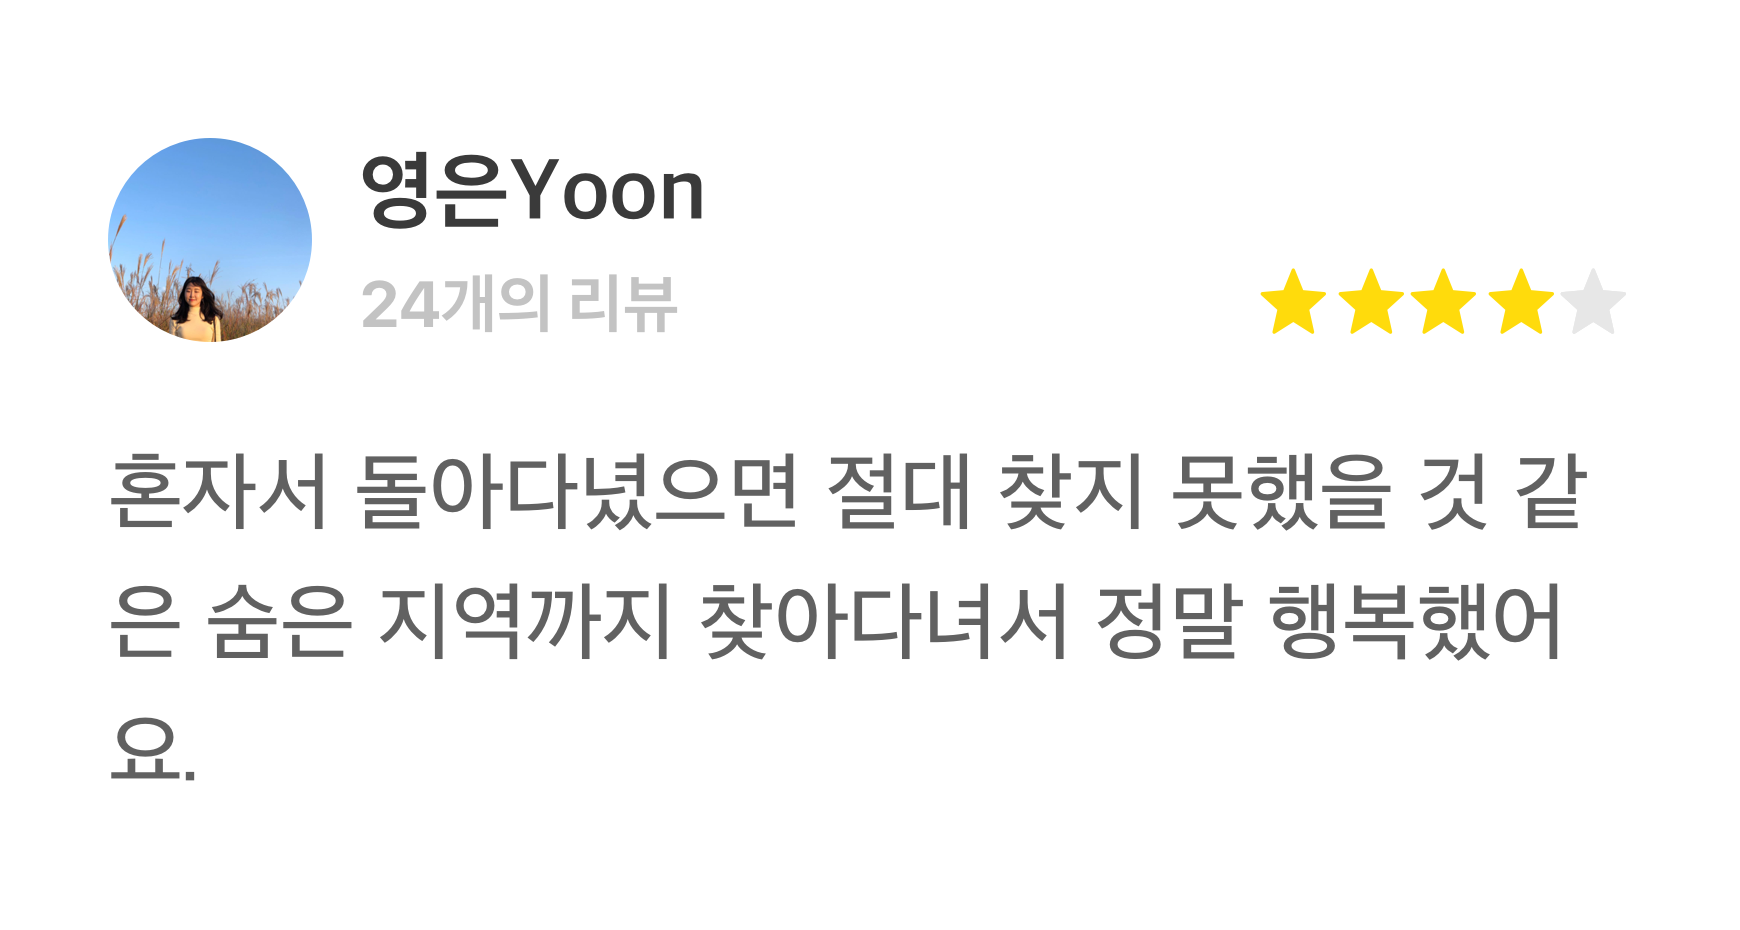 영은Yoon
24개의 리뷰
혼자서 돌아다녔으면 절대 찾지 못했을 것 같
은 숨은 지역까지 찾아다녀서 정말 행복했어
요.